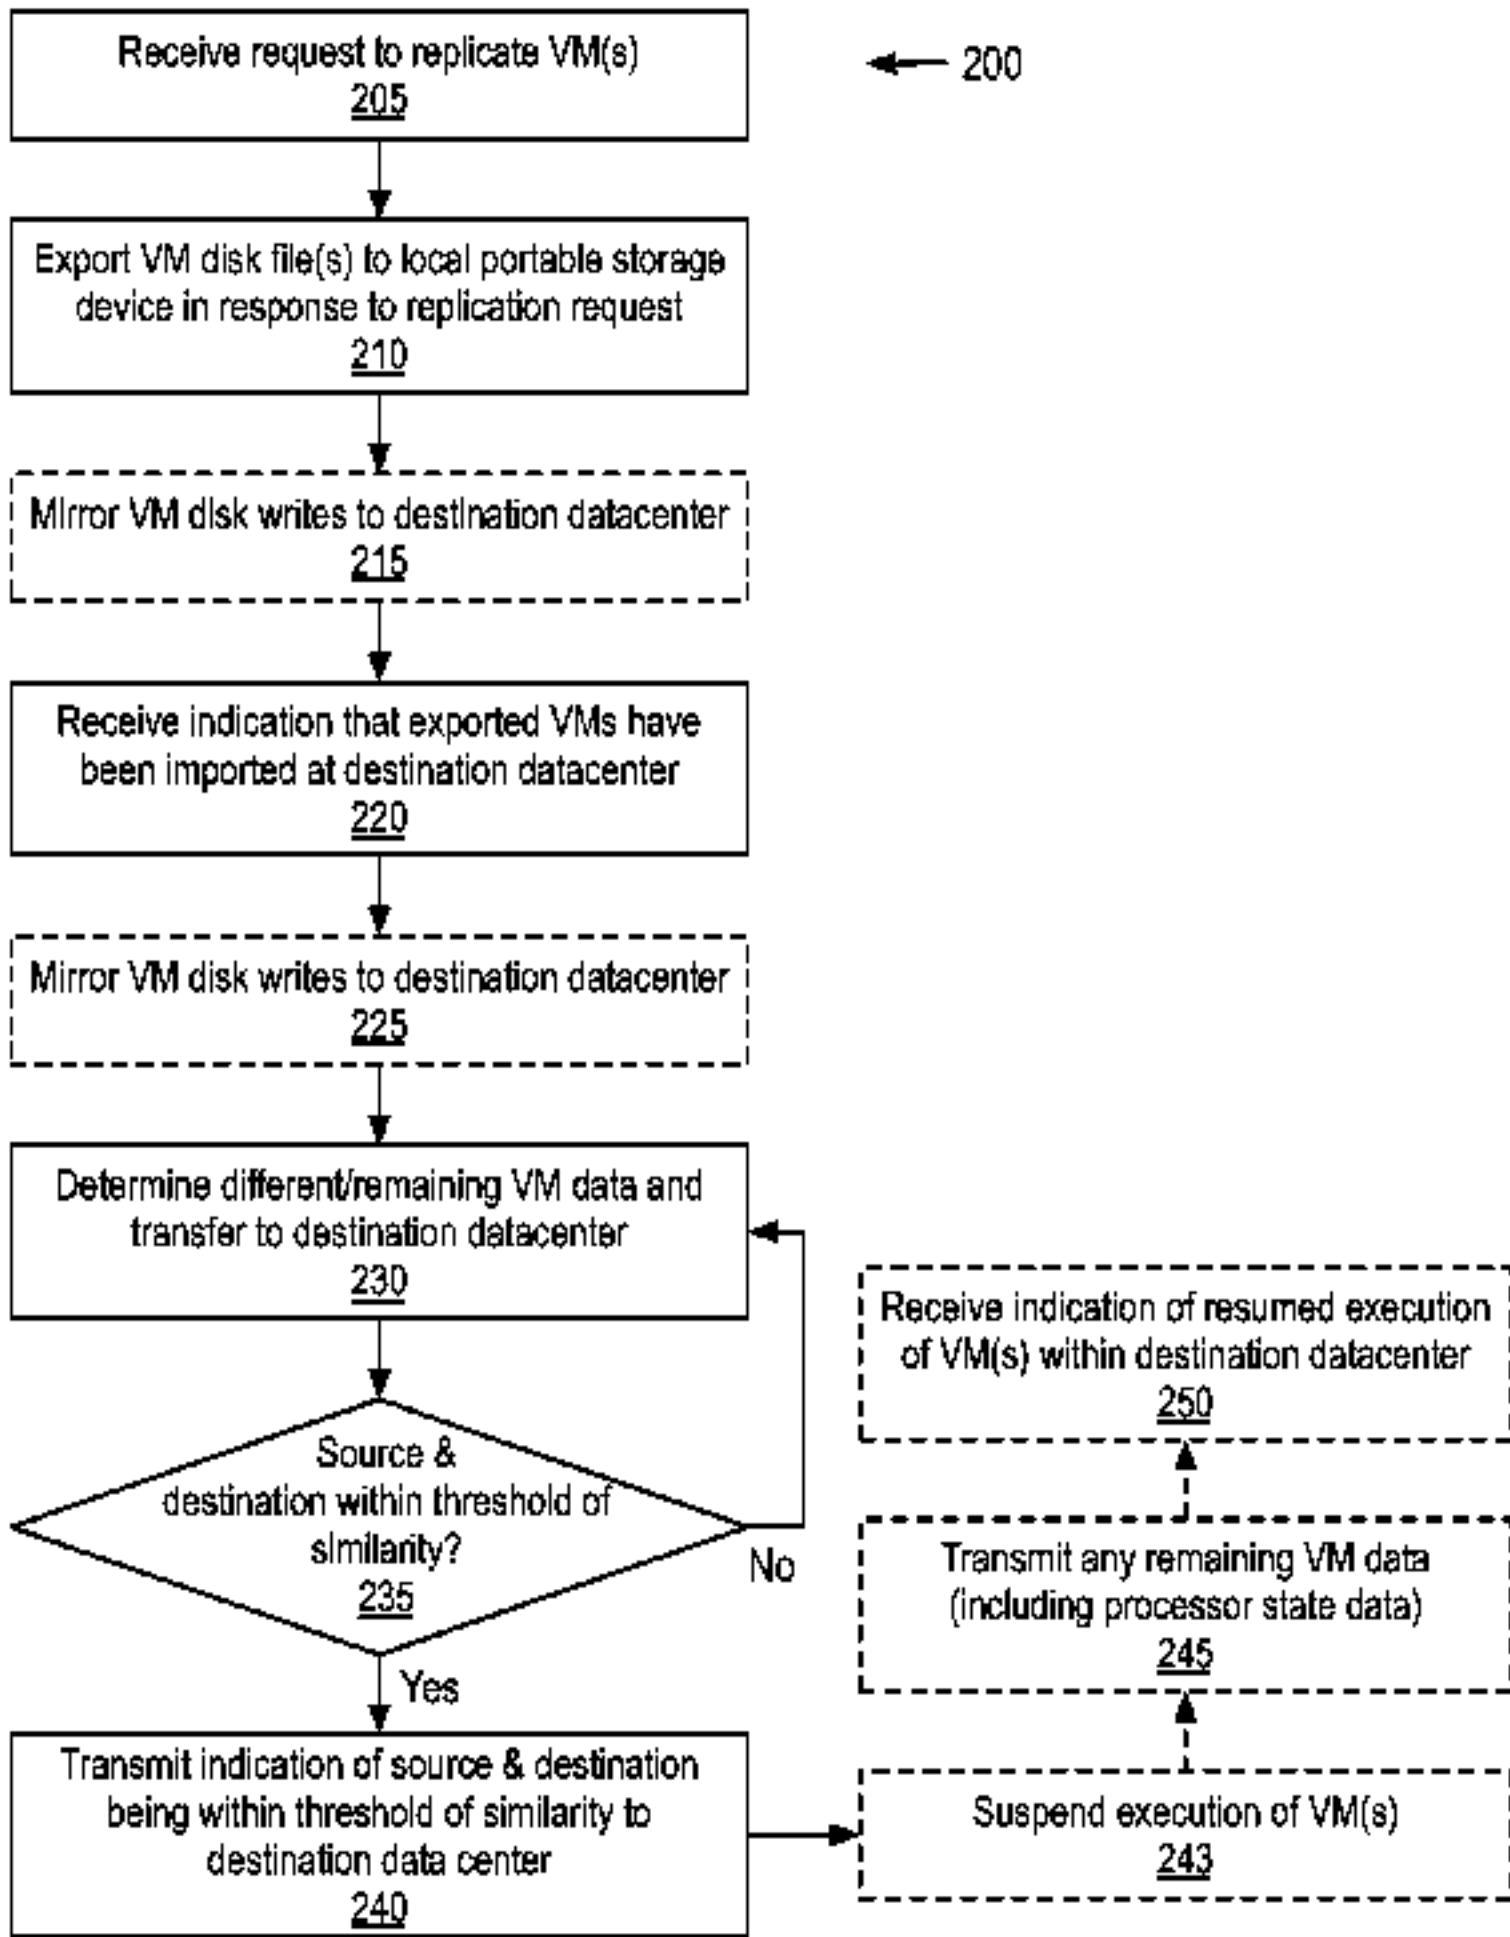 Receive request to replicate VM(s)
205
200
Export VM disk file(s) to local portable storage
device in response to replication request
210
Mirror VM disk writes to destination datacenter
215
Receive indication that exported VMs have
been imported at destination datacenter
220
Mirror VM disk writes to destination datacenter
225
Determine different/remaining VM data and
transfer to destination datacenter
230
Source &
destination within threshold of
similarity?
235
No
Yes
Transmit indication of source & destination
being within threshold of similarity to
destination data center
240
Suspend execution of VM(s)
243
Transmit any remaining VM data
(including processor state data)
245
Receive indication of resumed execution
of VM(s) within destination datacenter
250